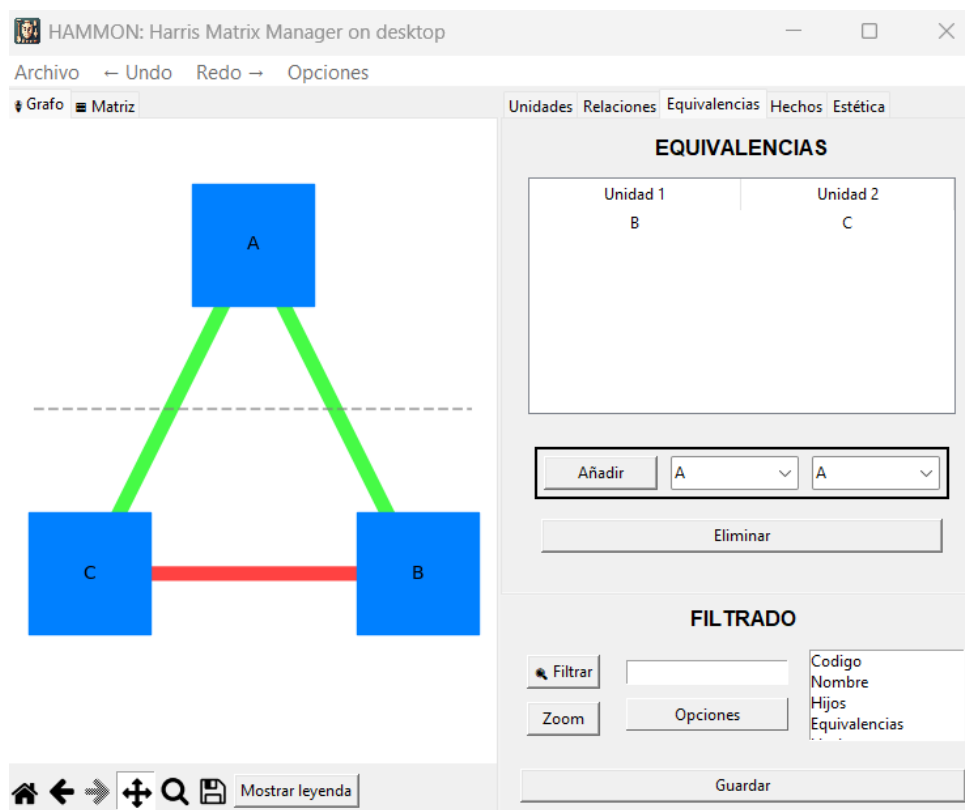 HAMMON: Harris Matrix Manager on desktop
Archivo ← Undo Redo → Opciones
Grafo Matriz
Unidades Relaciones Equivalencias Hechos Estética
EQUIVALENCIAS
Unidad 1 Unidad 2
B C
A
Añadir A A
Eliminar
C B
FILTRADO
Filtrar
Codigo
Nombre
Hijos
Equivalencias
Zoom Opciones
Mostrar leyenda
Guardar